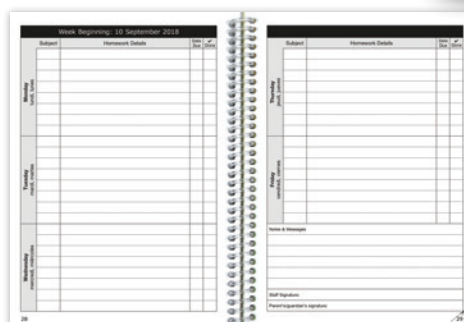 Week Beginning: 10 September 2018
Subject Homework Details Date Due ✔ Done
Monday
lundi, lunes
Tuesday
mardi, martes
Wednesday
mercredi, miércoles
28
Subject Homework Details Date Due ✔ Done
Thursday
jeudi, jueves
Friday
vendredi, viernes
Notes & Messages
Staff Signature:
Parent's/guardian's signature:
29